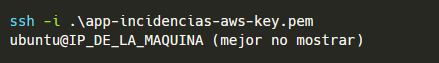 ssh -i .\app-incidencias-aws-key.pem
ubuntu@IP_DE_LA_MAQUINA (mejor no mostrar)